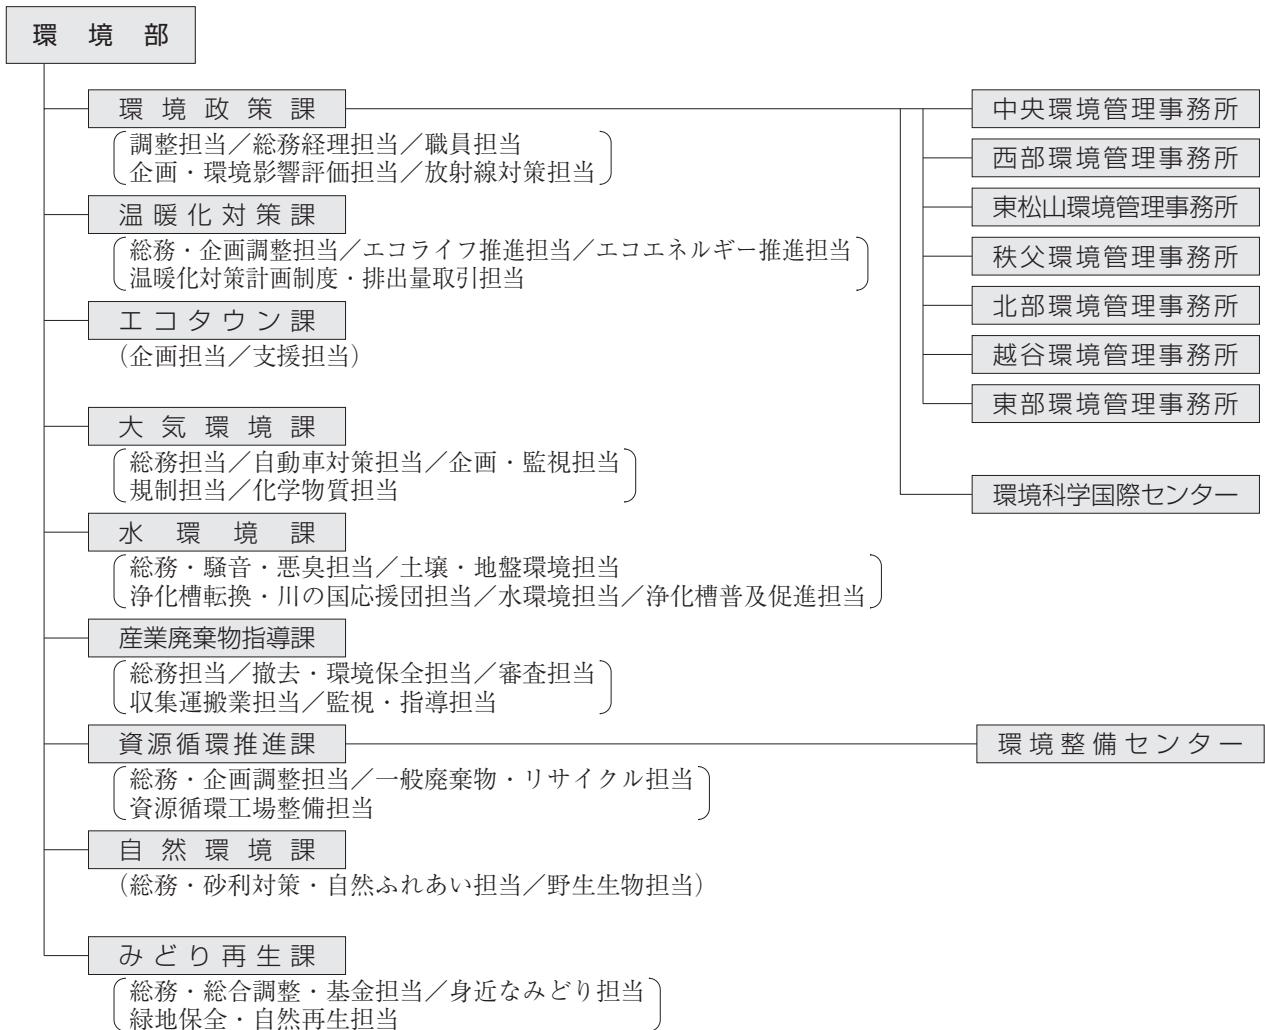 環境部
環境政策課
調整担当／総務経理担当／職員担当
企画・環境影響評価担当／放射線対策担当
温暖化対策課
総務・企画調整担当／エコライフ推進担当／エコエネルギー推進担当
温暖化対策計画制度・排出量取引担当
エコタウン課
（企画担当／支援担当）
大気環境課
総務担当／自動車対策担当／企画・監視担当
規制担当／化学物質担当
水環境課
総務・騒音・悪臭担当／土壌・地盤環境担当
浄化槽転換・川の国応援団担当／水環境担当／浄化槽普及促進担当
産業廃棄物指導課
総務担当／撤去・環境保全担当／審査担当
収集運搬業担当／監視・指導担当
資源循環推進課
総務・企画調整担当／一般廃棄物・リサイクル担当
資源循環工場整備担当
自然環境課
（総務・砂利対策・自然ふれあい担当／野生生物担当）
みどり再生課
総務・総合調整・基金担当／身近なみどり担当
緑地保全・自然再生担当
中央環境管理事務所
西部環境管理事務所
東松山環境管理事務所
秩父環境管理事務所
北部環境管理事務所
越谷環境管理事務所
東部環境管理事務所
環境科学国際センター
環境整備センター